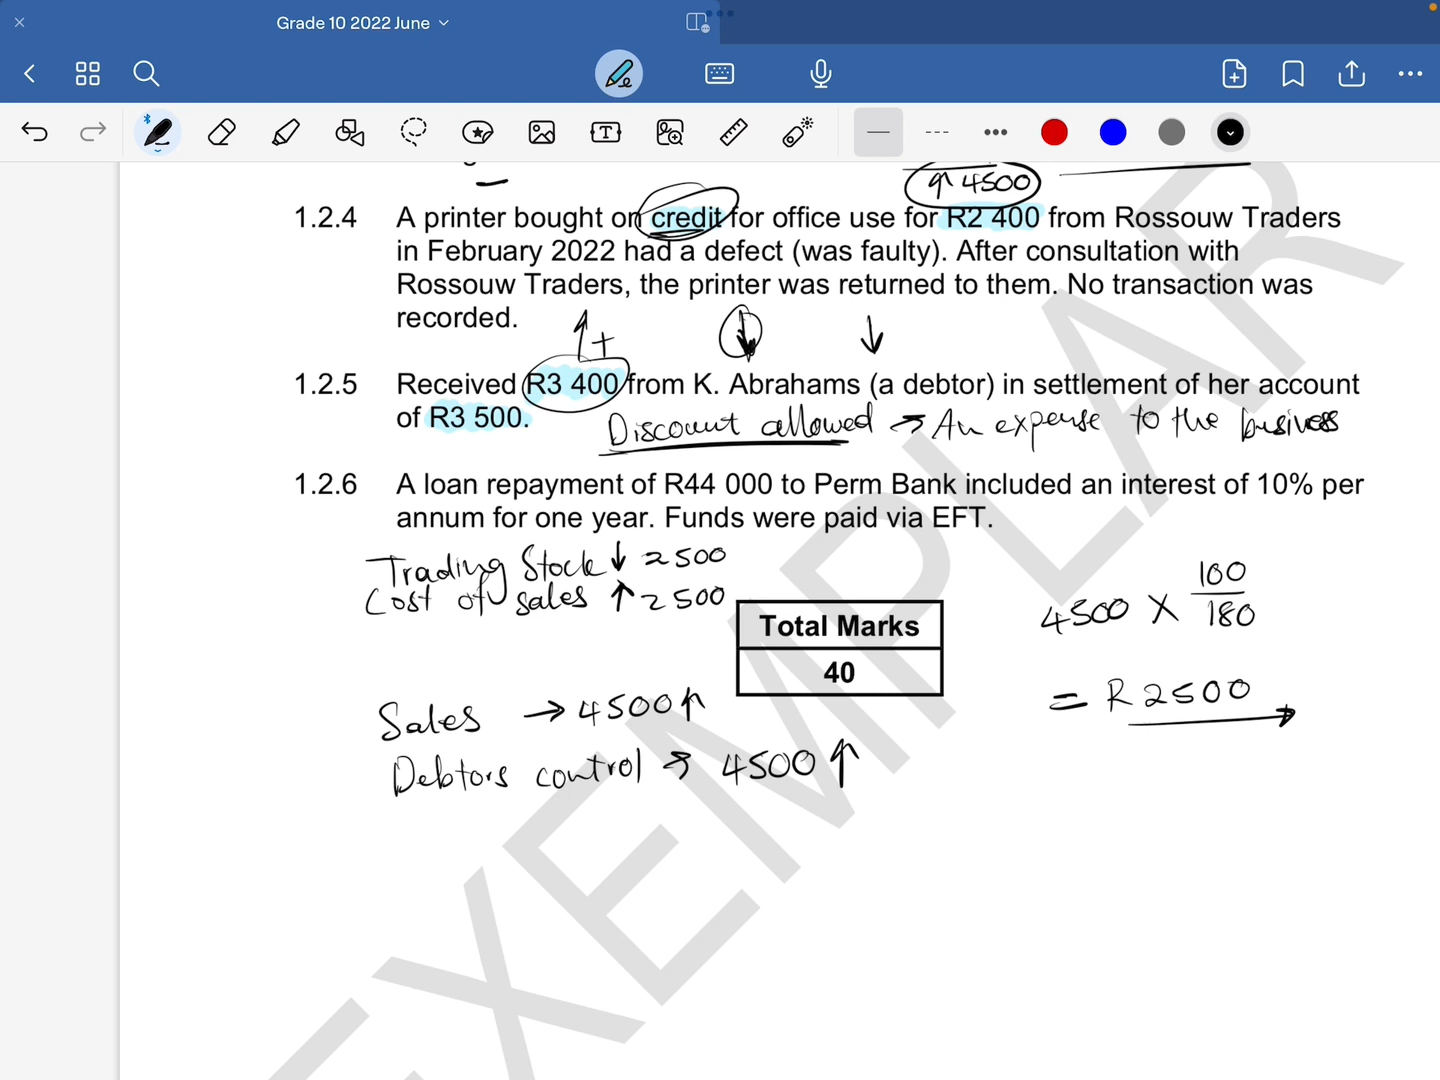 Grade 10 2022 June
↑ 4500
1.2.4 A printer bought on credit for office use for R2 400 from Rossouw Traders
in February 2022 had a defect (was faulty). After consultation with
Rossouw Traders, the printer was returned to them. No transaction was
recorded.
↑ + ↓ ↓
1.2.5 Received R3 400 from K. Abrahams (a debtor) in settlement of her account
of R3 500.
Discount allowed → An expense to the business
1.2.6 A loan repayment of R44 000 to Perm Bank included an interest of 10% per
annum for one year. Funds were paid via EFT.
Trading Stock ↓ 2500
Cost of sales ↑ 2500
4500 × 100/180
= R2500
Total Marks
40
Sales → 4500 ↑
Debtors control → 4500 ↑
EXEMPLAR